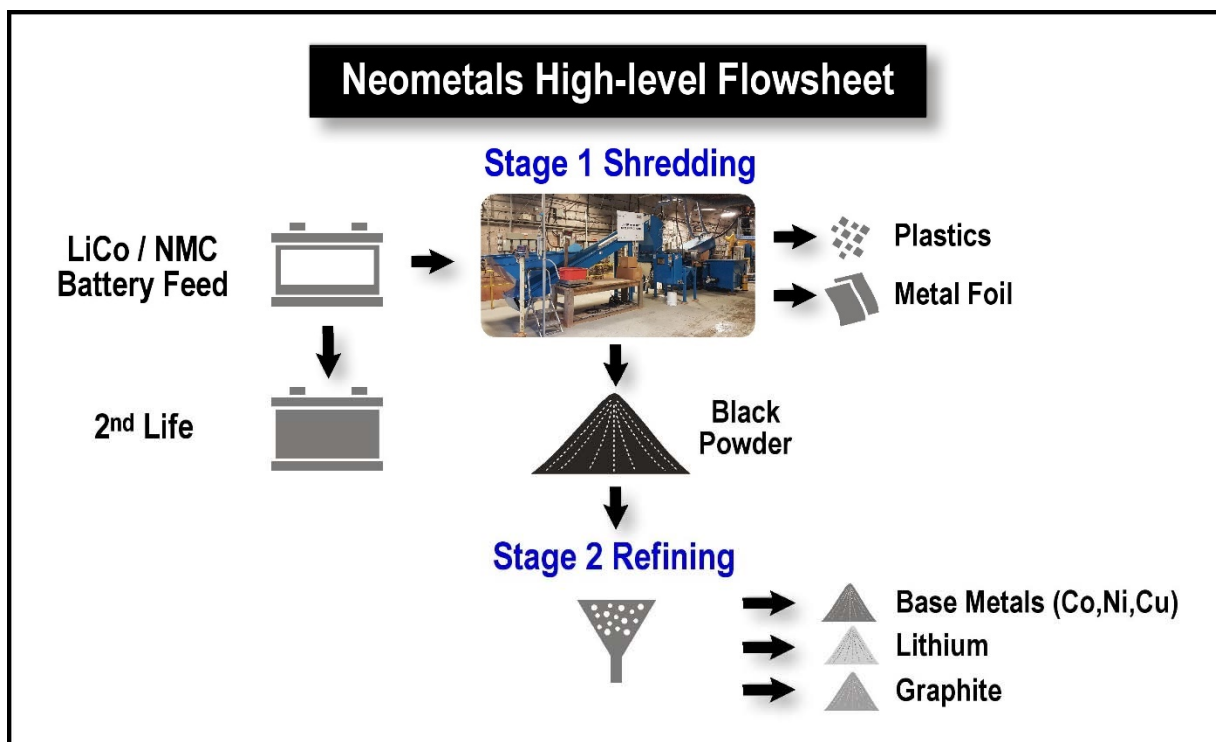 Neometals High-level Flowsheet
Stage 1 Shredding
LiCo / NMC
Battery Feed
Plastics
Metal Foil
2nd Life
Black
Powder
Stage 2 Refining
Base Metals (Co,Ni,Cu)
Lithium
Graphite